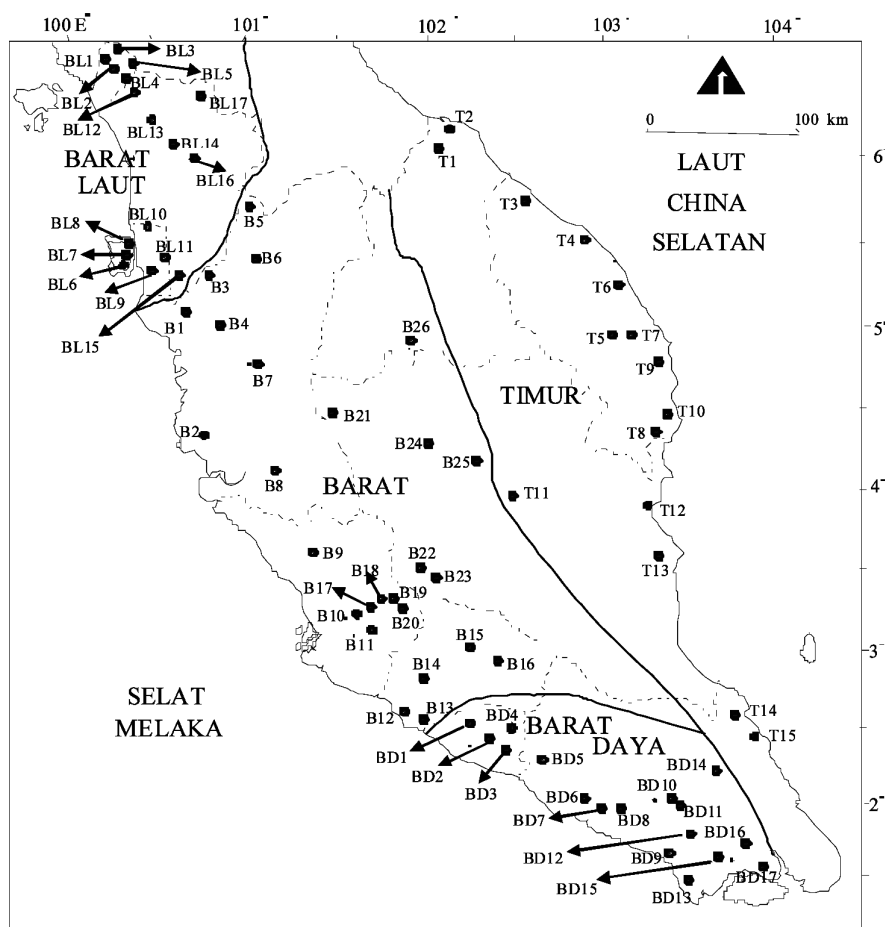 100 E
101
102
103
104
BL3
BL1
BL5
BL4
BL2
BL17
BL12
BL13
BL14
BL16
BARAT
LAUT
BL10
BL8
BL11
BL7
BL6
BL9
BL15
T2
T1
0
100 km
LAUT
CHINA
SELATAN
6
T3
T4
T6
T5
T7
T9
T10
T8
5
B5
B6
B3
B1
B4
B7
B26
B21
B2
B24
B25
B8
TIMUR
BARAT
T11
T12
T13
4
B9
B22
B18
B23
B17
B19
B10
B20
B11
B15
B16
B14
B12
B13
3
SELAT
MELAKA
BD4
BARAT
DAYA
T14
T15
BD1
BD2
BD5
BD3
BD14
BD6
BD10
BD7
BD8
BD11
BD16
BD12
BD9
BD15
BD17
BD13
2